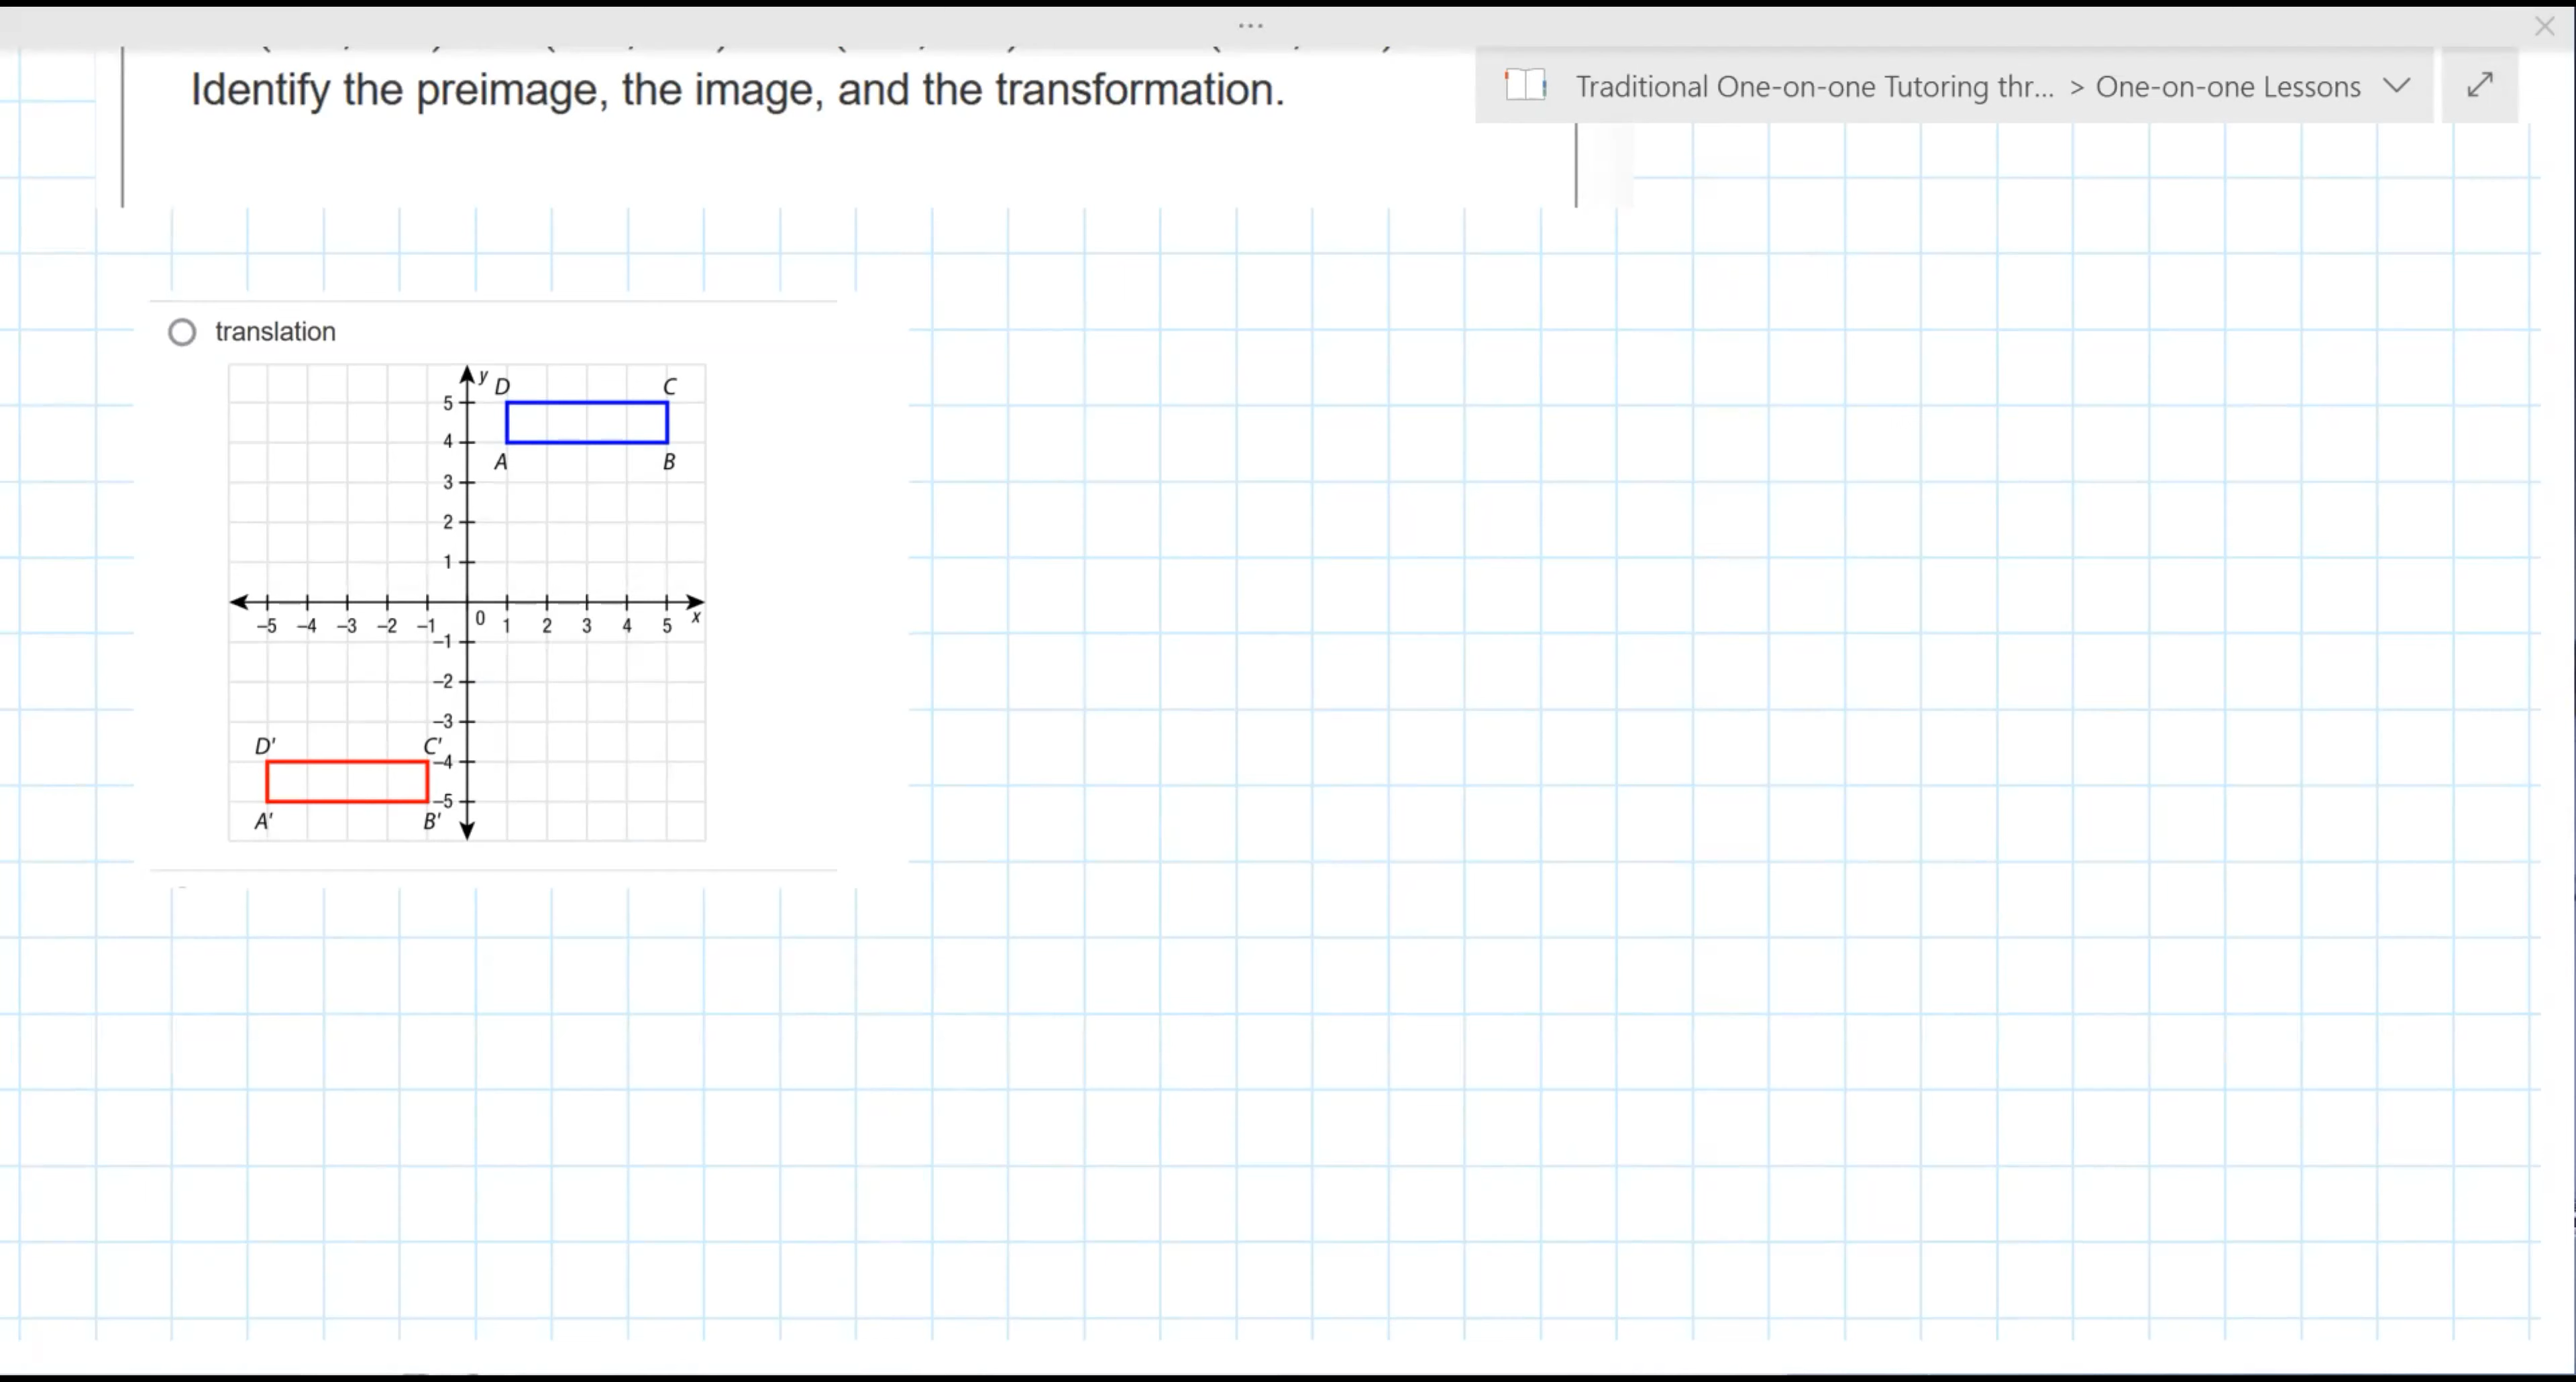 Identify the preimage, the image, and the transformation.
Traditional One-on-one Tutoring thr... > One-on-one Lessons
translation
y
D C
5
4
A B
3
2
1
–5 –4 –3 –2 –1 0 1 2 3 4 5 x
–1
–2
–3
D' C'
–4
–5
A' B'